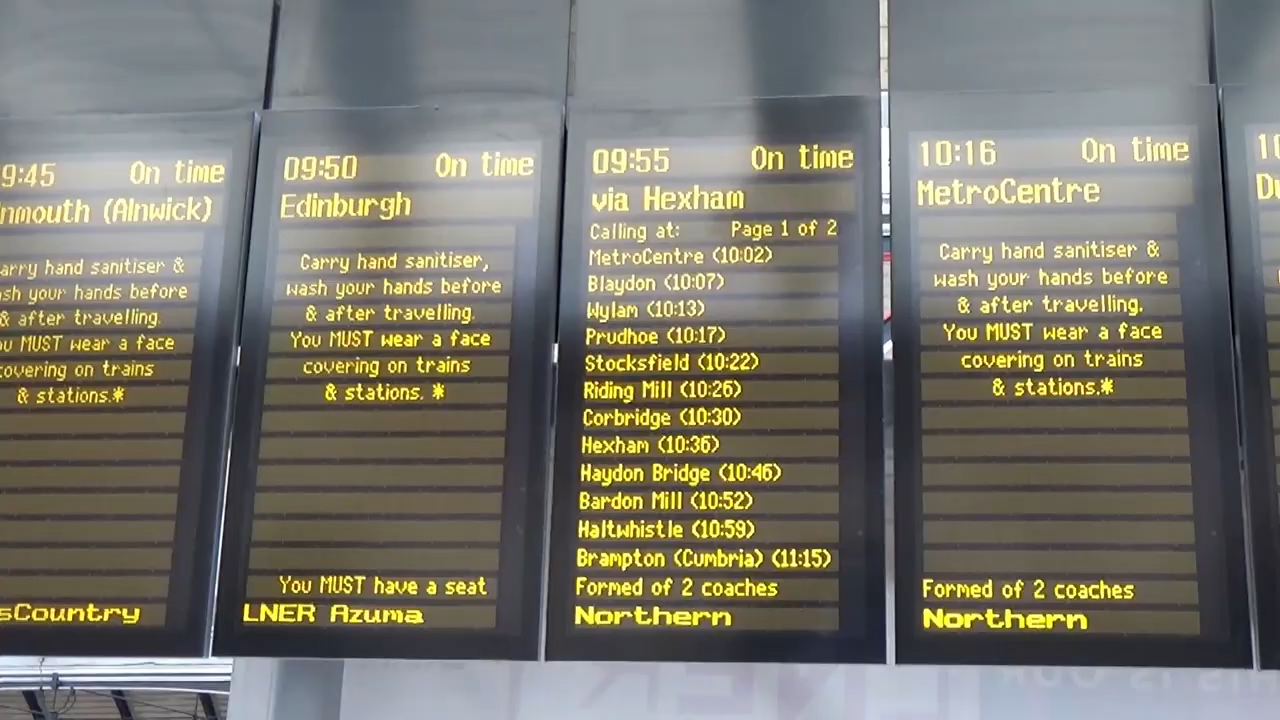 9:45 On time
nmouth (Alnwick)
arry hand sanitiser &
sh your hands before
& after travelling.
u MUST wear a face
covering on trains
& stations.*
sCountry
09:50 On time
Edinburgh
Carry hand sanitiser,
wash your hands before
& after travelling.
You MUST wear a face
covering on trains
& stations. *
You MUST have a seat
LNER Azuma
09:55 On time
via Hexham
Calling at: Page 1 of 2
MetroCentre (10:02)
Blaydon (10:07)
Wylam (10:13)
Prudhoe (10:17)
Stocksfield (10:22)
Riding Mill (10:26)
Corbridge (10:30)
Hexham (10:36)
Haydon Bridge (10:46)
Bardon Mill (10:52)
Haltwhistle (10:59)
Brampton (Cumbria) (11:15)
Formed of 2 coaches
Northern
10:16 On time
MetroCentre
Carry hand sanitiser &
wash your hands before
& after travelling.
You MUST wear a face
covering on trains
& stations.*
Formed of 2 coaches
Northern